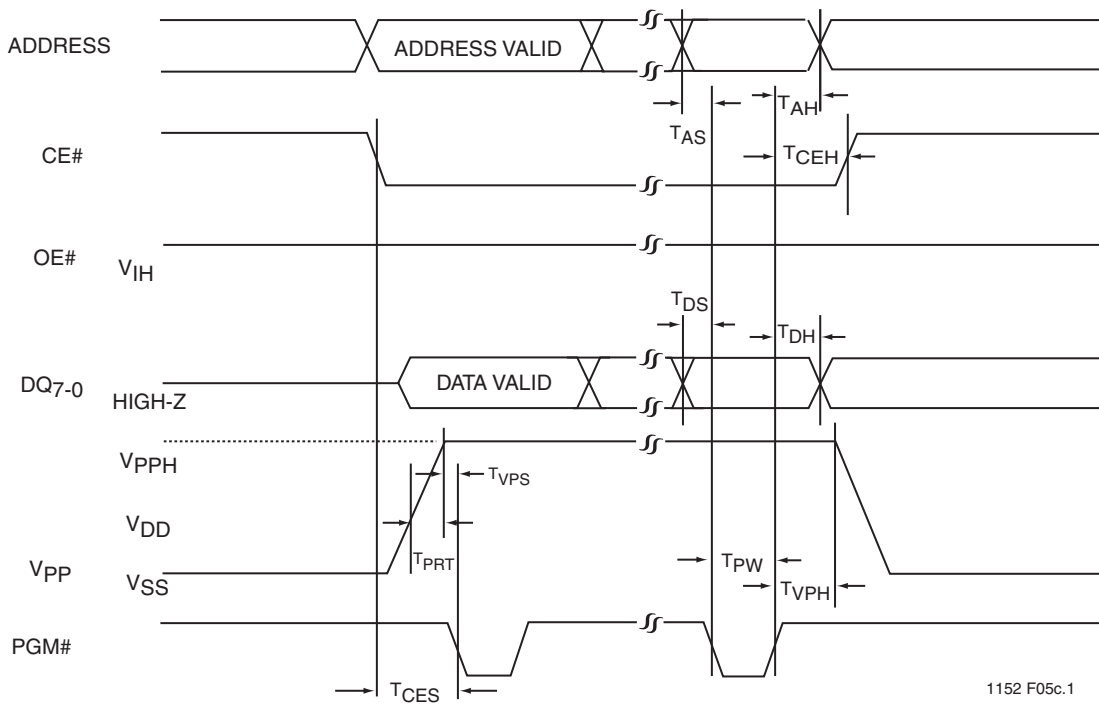 ADDRESS
ADDRESS VALID
TAH
TAS
CE#
TCEH
OE#
VIH
TDS
TDH
DQ7-0
DATA VALID
HIGH-Z
VPPH
TVPS
VDD
TPRT
TPW
VPP
VSS
TVPH
PGM#
TCES
1152 F05c.1